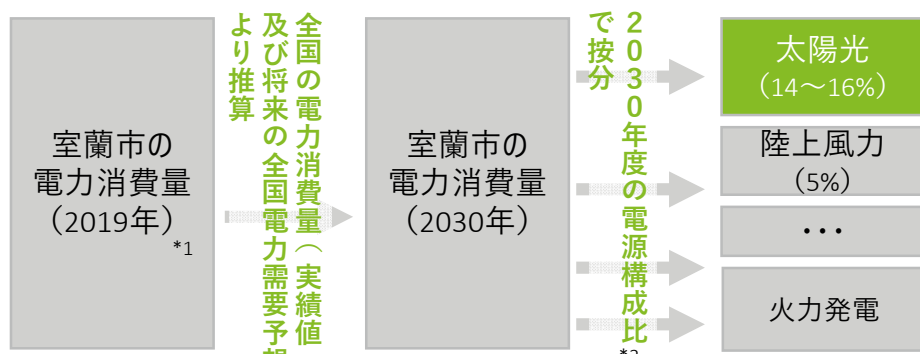 室蘭市の
電力消費量
(2019年)
*1
全国の電力消費量(実績値
及び将来の全国電力需要予
より推算
室蘭市の
電力消費量
(2030年)
2030年度の電源構成比
で按分
太陽光
(14～16%)
陸上風力
(5%)
・・・
火力発電